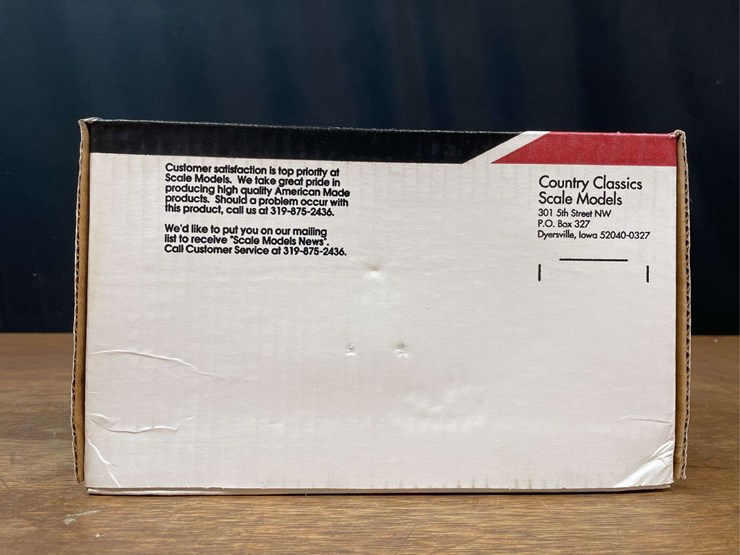 Customer satisfaction is top priority at
Scale Models. We take great pride in
producing high quality American Made
products. Should a problem occur with
this product, call us at 319-875-2436.
We'd like to put you on our mailing
list to receive "Scale Models News".
Call Customer Service at 319-875-2436.
Country Classics
Scale Models
301 5th Street NW
P.O. Box 327
Dyersville, Iowa 52040-0327